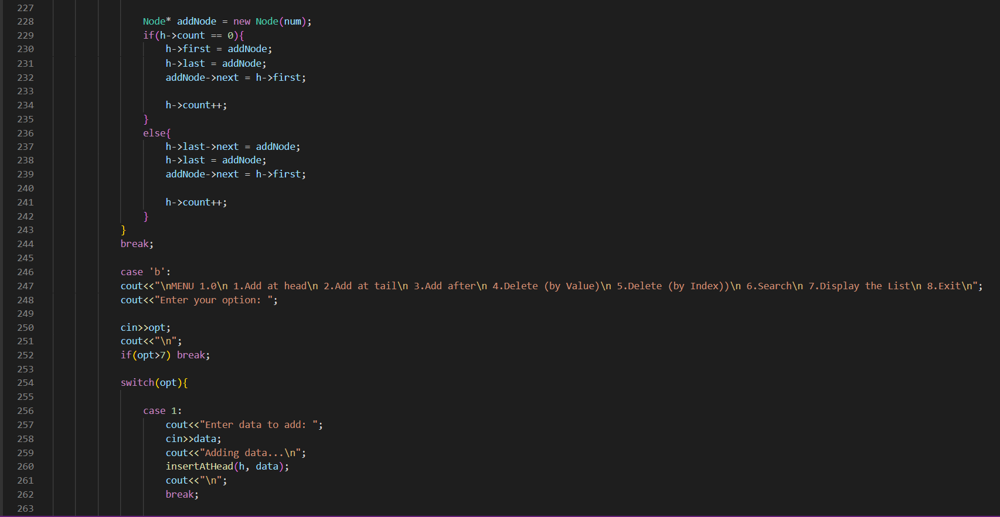 227
228 Node* addNode = new Node(num);
229 if(h->count == 0){
230 h->first = addNode;
231 h->last = addNode;
232 addNode->next = h->first;
233
234 h->count++;
235 }
236 else{
237 h->last->next = addNode;
238 h->last = addNode;
239 addNode->next = h->first;
240
241 h->count++;
242 }
243 }
244 break;
245
246 case 'b':
247 cout<<"\nMENU 1.0\n 1.Add at head\n 2.Add at tail\n 3.Add after\n 4.Delete (by Value)\n 5.Delete (by Index))\n 6.Search\n 7.Display the List\n 8.Exit\n";
248 cout<<"Enter your option: ";
249
250 cin>>opt;
251 cout<<"\n";
252 if(opt>7) break;
253
254 switch(opt){
255
256 case 1:
257 cout<<"Enter data to add: ";
258 cin>>data;
259 cout<<"Adding data...\n";
260 insertAtHead(h, data);
261 cout<<"\n";
262 break;
263